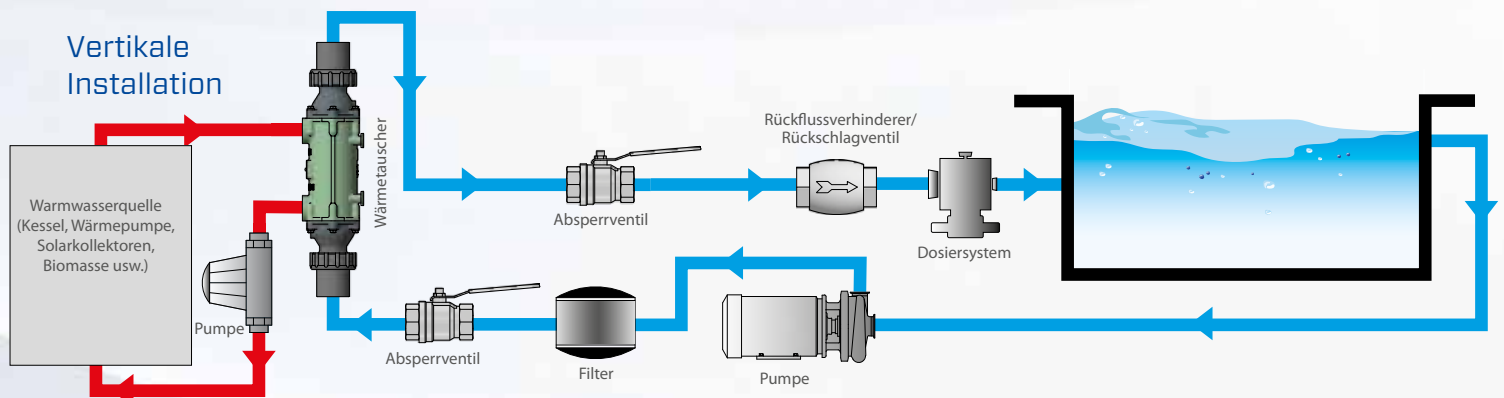 Vertikale
Installation
Warmwasserquelle
(Kessel, Wärmepumpe,
Solarkollektoren,
Biomasse usw.)
Pumpe
Wärmetauscher
Absperrventil
Rückflussverhinderer/
Rückschlagventil
Dosiersystem
Absperrventil
Filter
Pumpe